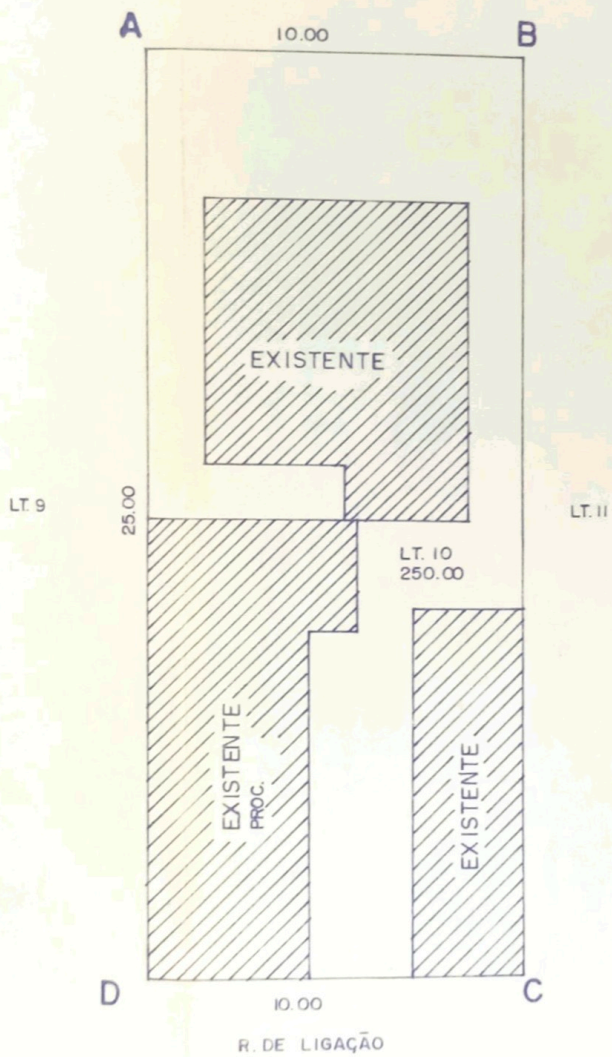 A
10.00
B
EXISTENTE
LT. 9
25.00
LT. 11
LT. 10
250.00
EXISTENTE
PROC.
EXISTENTE
D
10.00
C
R. DE LIGAÇÃO